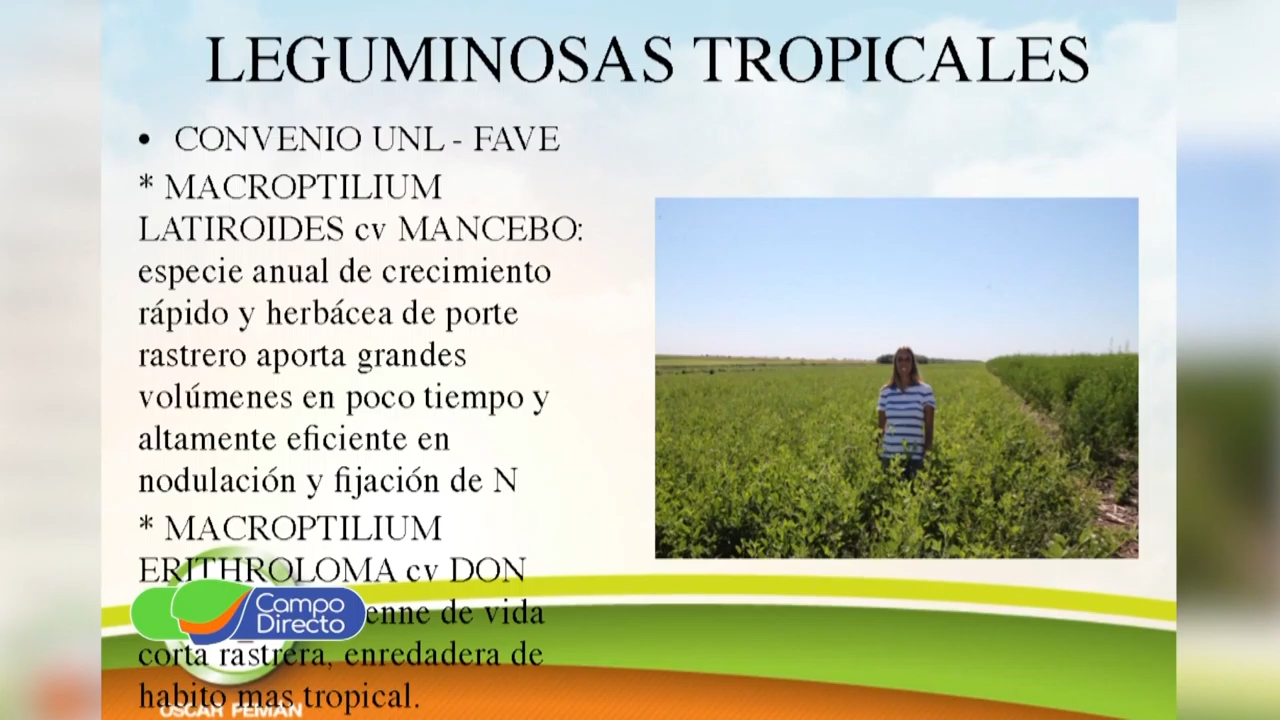 LEGUMINOSAS TROPICALES
• CONVENIO UNL - FAVE
* MACROPTILIUM
LATIROIDES cv MANCEBO:
especie anual de crecimiento
rápido y herbácea de porte
rastrero aporta grandes
volúmenes en poco tiempo y
altamente eficiente en
nodulación y fijación de N
* MACROPTILIUM
ERITHROLOMA cv DON
enne de vida
corta rastrera, enredadera de
habito mas tropical.
Campo
Directo
OSCAR PEMÁN